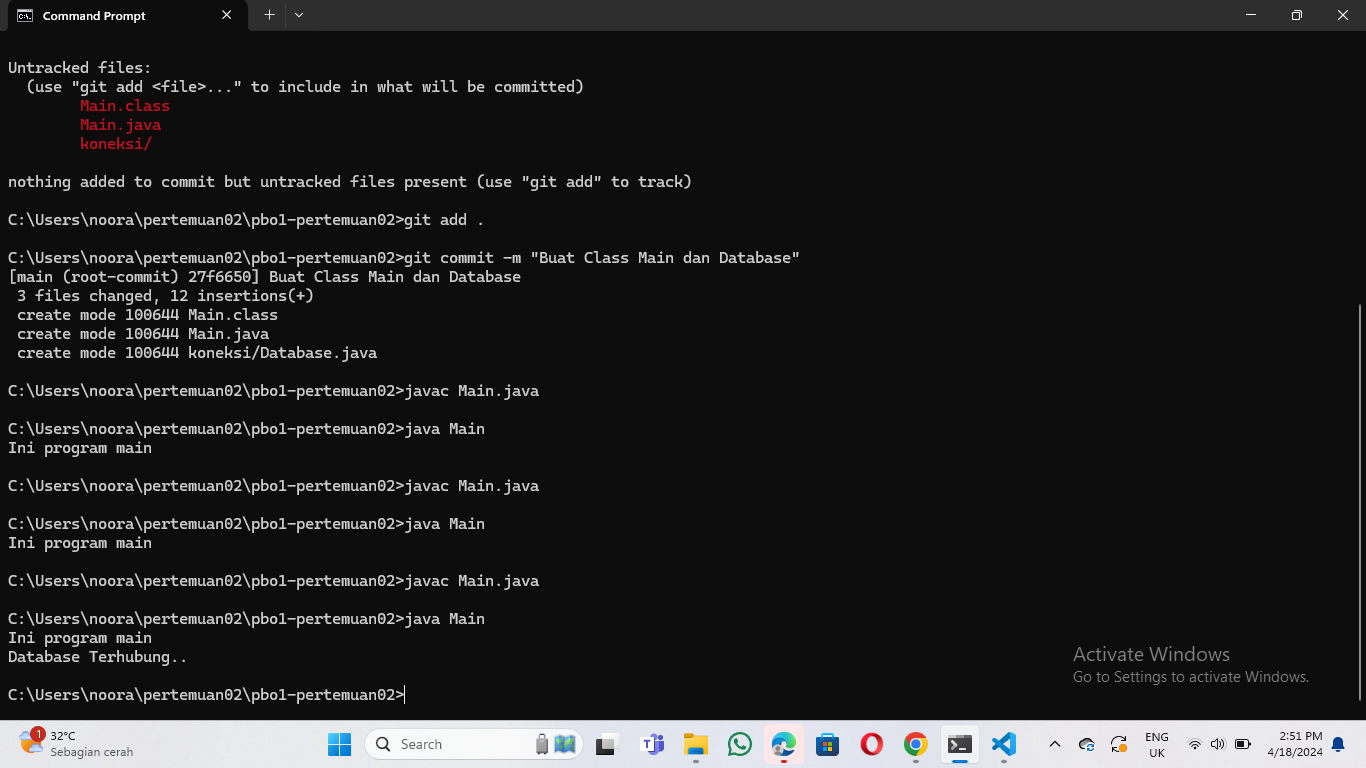 Command Prompt
Untracked files:
(use "git add <file>..." to include in what will be committed)
Main.class
Main.java
koneksi/
nothing added to commit but untracked files present (use "git add" to track)
C:\Users\noora\pertemuan02\pbo1-pertemuan02>git add .
C:\Users\noora\pertemuan02\pbo1-pertemuan02>git commit -m "Buat Class Main dan Database"
[main (root-commit) 27f6650] Buat Class Main dan Database
3 files changed, 12 insertions(+)
create mode 100644 Main.class
create mode 100644 Main.java
create mode 100644 koneksi/Database.java
C:\Users\noora\pertemuan02\pbo1-pertemuan02>javac Main.java
C:\Users\noora\pertemuan02\pbo1-pertemuan02>java Main
Ini program main
C:\Users\noora\pertemuan02\pbo1-pertemuan02>javac Main.java
C:\Users\noora\pertemuan02\pbo1-pertemuan02>java Main
Ini program main
C:\Users\noora\pertemuan02\pbo1-pertemuan02>javac Main.java
C:\Users\noora\pertemuan02\pbo1-pertemuan02>java Main
Ini program main
Database Terhubung..
C:\Users\noora\pertemuan02\pbo1-pertemuan02>
Activate Windows
Go to Settings to activate Windows.
1
32°C
Sebagian cerah
Search
ENG
UK
2:51 PM
4/18/2024